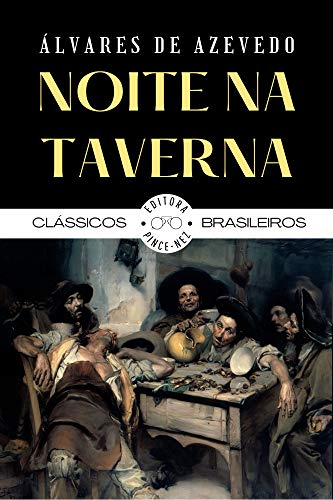 ÁLVARES DE AZEVEDO
NOITE NA
TAVERNA
CLÁSSICOS
EDITORA
PINCE-NEZ
BRASILEIROS